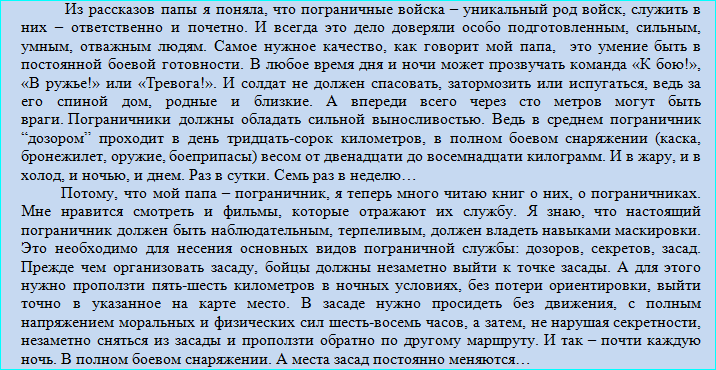 Из рассказов папы я поняла, что пограничные войска – уникальный род войск, служить в
них – ответственно и почетно. И всегда это дело доверяли особо подготовленным, сильным,
умным, отважным людям. Самое нужное качество, как говорит мой папа, это умение быть в
постоянной боевой готовности. В любое время дня и ночи может прозвучать команда «К бою!»,
«В ружье!» или «Тревога!». И солдат не должен спасовать, затормозить или испугаться, ведь за
его спиной дом, родные и близкие. А впереди всего через сто метров могут быть
враги. Пограничники должны обладать сильной выносливостью. Ведь в среднем пограничник
“дозором” проходит в день тридцать-сорок километров, в полном боевом снаряжении (каска,
бронежилет, оружие, боеприпасы) весом от двенадцати до восемнадцати килограмм. И в жару, и в
холод, и ночью, и днем. Раз в сутки. Семь раз в неделю…
Потому, что мой папа – пограничник, я теперь много читаю книг о них, о пограничниках.
Мне нравится смотреть и фильмы, которые отражают их службу. Я знаю, что настоящий
пограничник должен быть наблюдательным, терпеливым, должен владеть навыками маскировки.
Это необходимо для несения основных видов пограничной службы: дозоров, секретов, засад.
Прежде чем организовать засаду, бойцы должны незаметно выйти к точке засады. А для этого
нужно проползти пять-шесть километров в ночных условиях, без потери ориентировки, выйти
точно в указанное на карте место. В засаде нужно просидеть без движения, с полным
напряжением моральных и физических сил шесть-восемь часов, а затем, не нарушая секретности,
незаметно сняться из засады и проползти обратно по другому маршруту. И так – почти каждую
ночь. В полном боевом снаряжении. А места засад постоянно меняются…